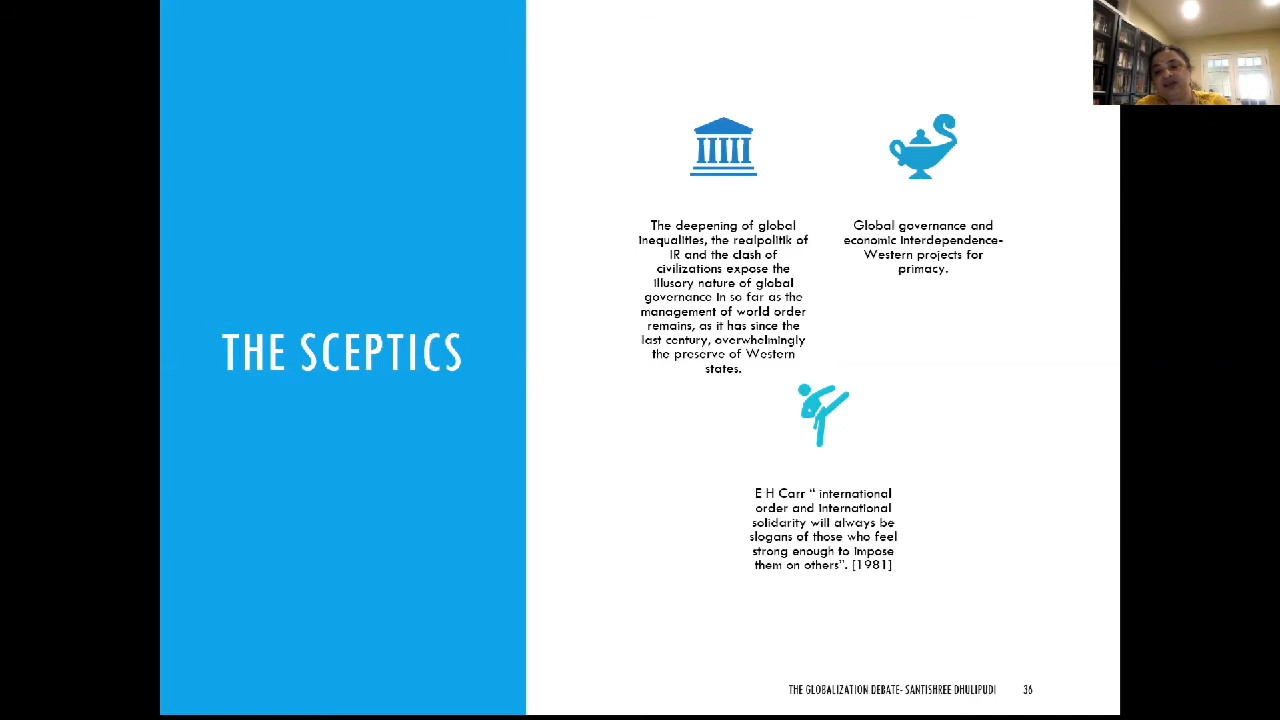 THE SCEPTICS
The deepening of global
inequalities, the realpolitik of
IR and the clash of
civilizations expose the
illusory nature of global
governance in so far as the
management of world order
remains, as it has since the
last century, overwhelmingly
the preserve of Western
states.
Global governance and
economic interdependence-
Western projects for
primacy.
E H Carr “ international
order and international
solidarity will always be
slogans of those who feel
strong enough to impose
them on others”. [1981]
THE GLOBALIZATION DEBATE- SANTISHREE DHULIPUDI 36